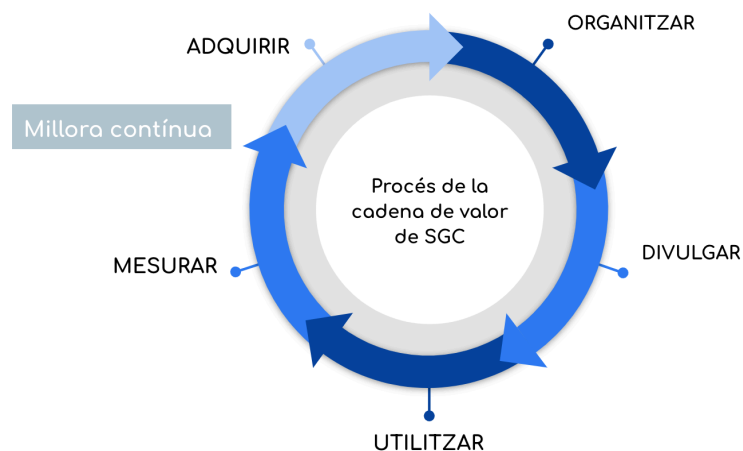 ORGANITZAR
ADQUIRIR
Millora contínua
Procés de la
cadena de valor
de SGC
DIVULGAR
MESURAR
UTILITZAR